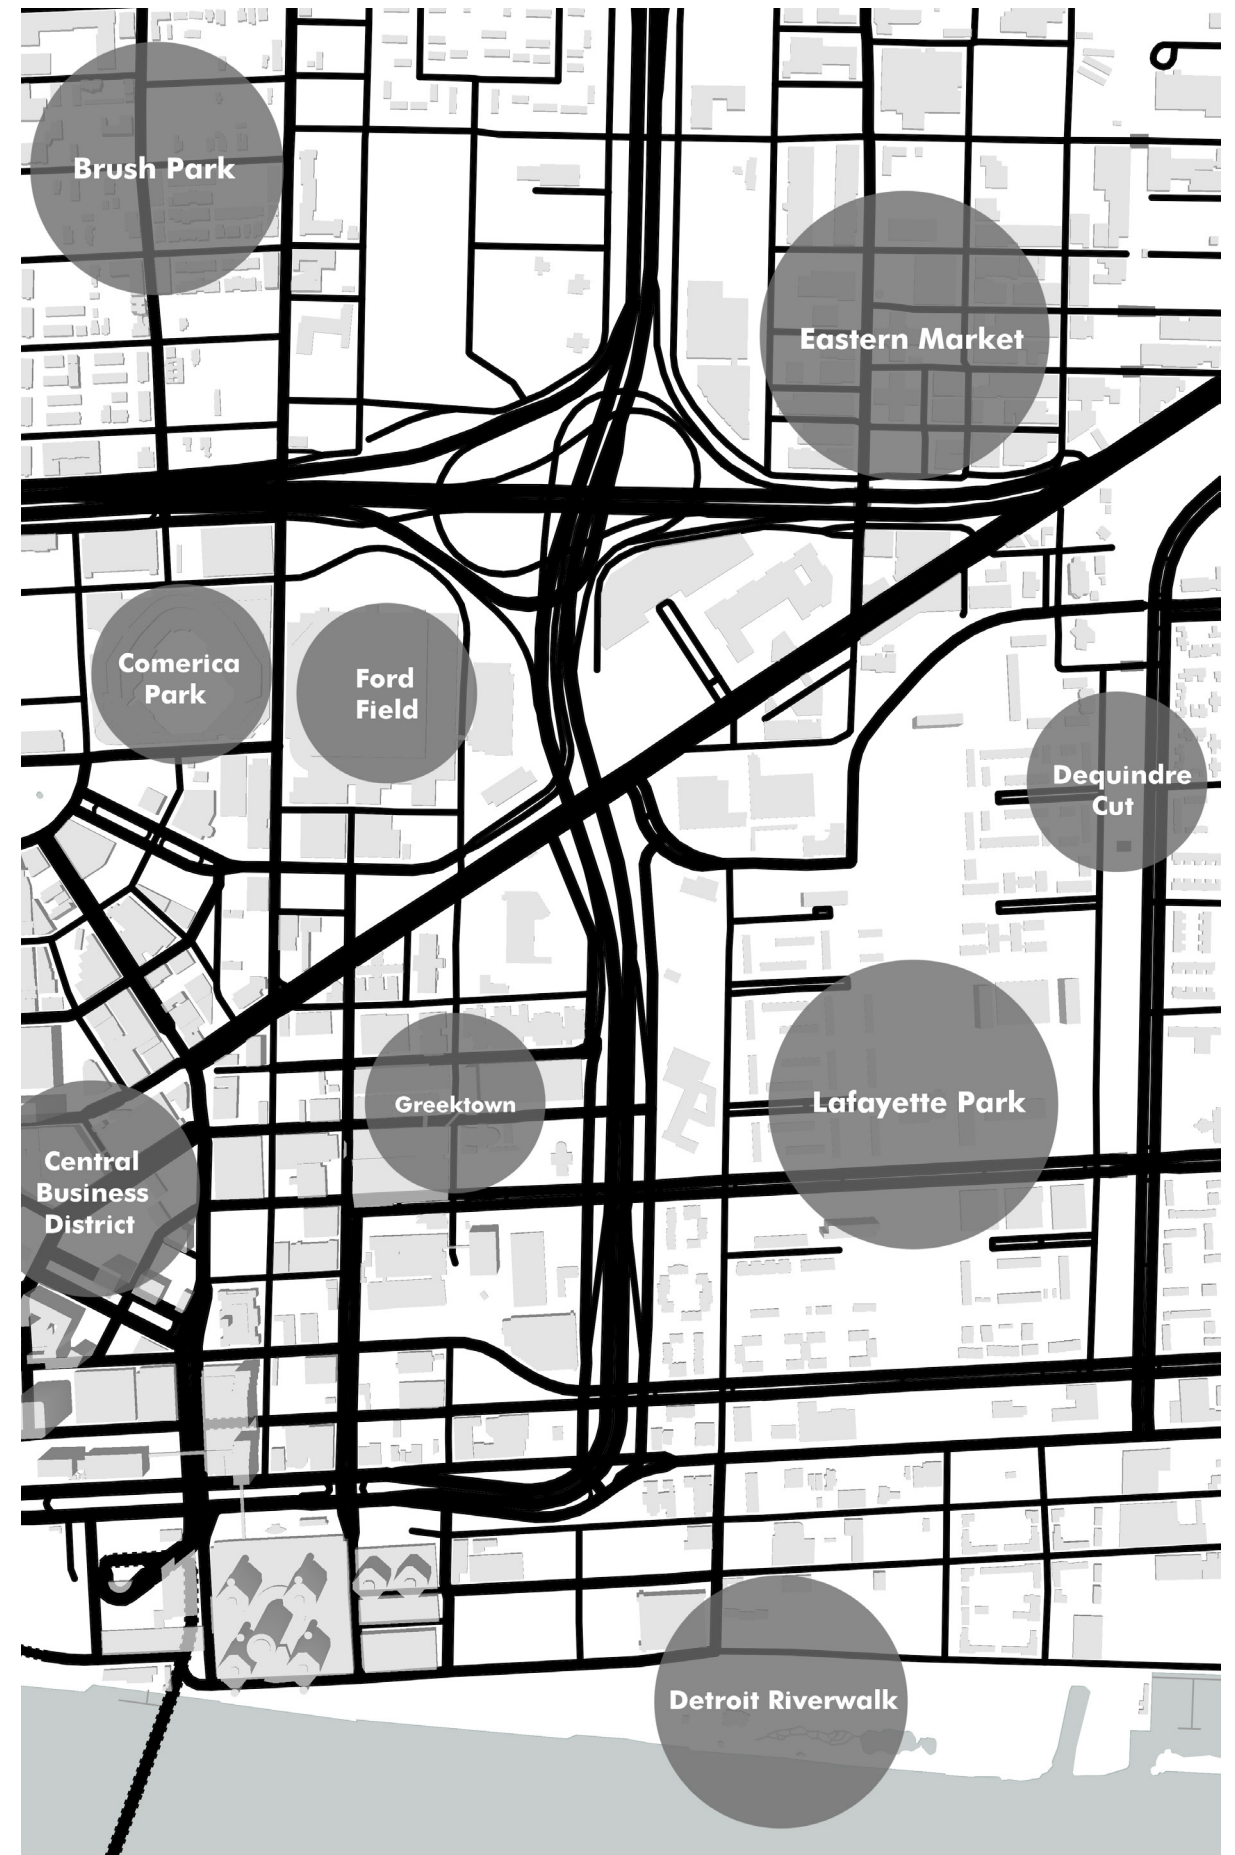 Brush Park
Eastern Market
Comerica
Park
Ford
Field
Dequindre
Cut
Greektown
Lafayette Park
Central
Business
District
Detroit Riverwalk